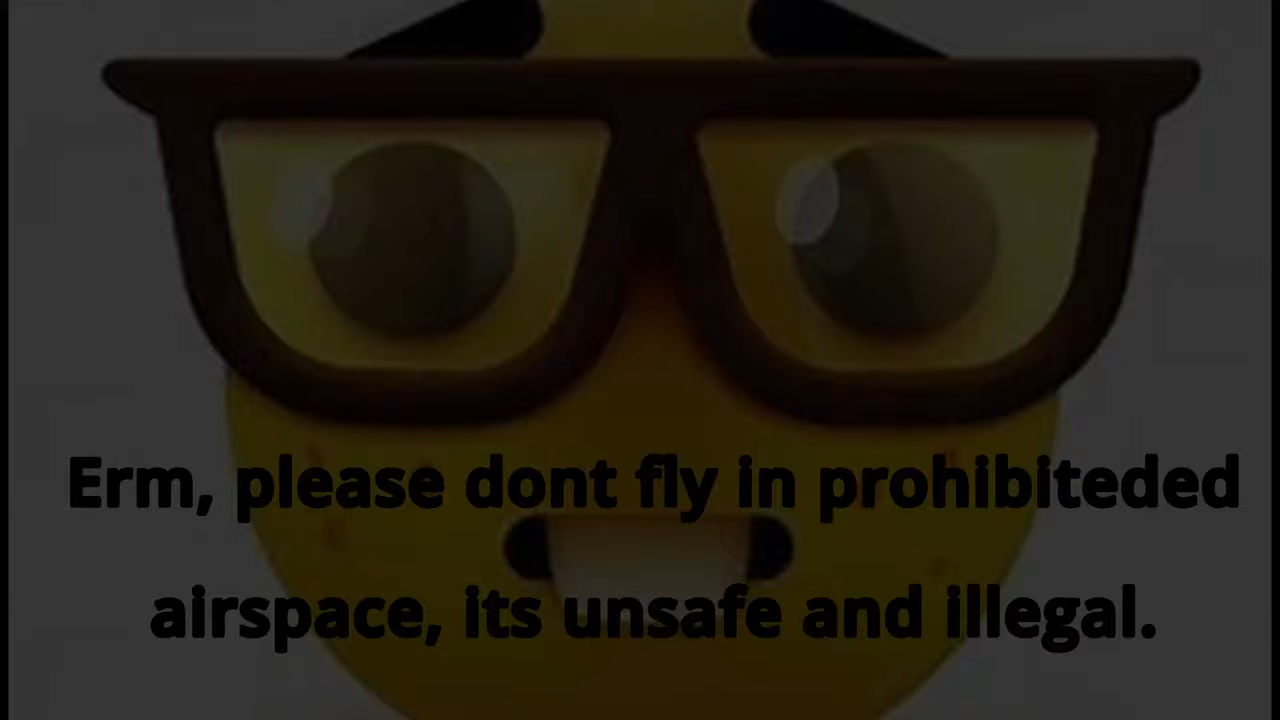 Erm, please dont fly in prohibiteded
airspace, its unsafe and illegal.